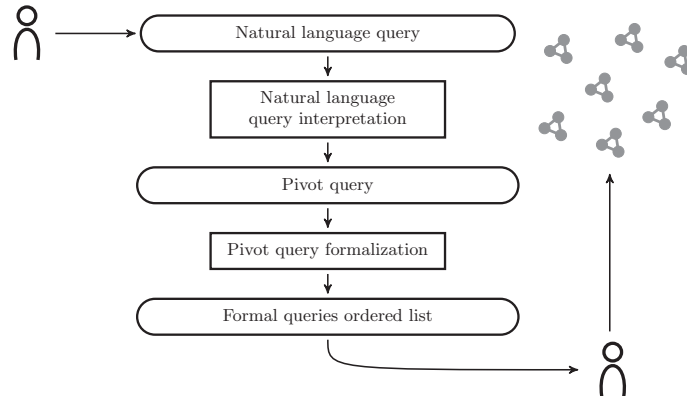 Natural language query
Natural language
query interpretation
Pivot query
Pivot query formalization
Formal queries ordered list